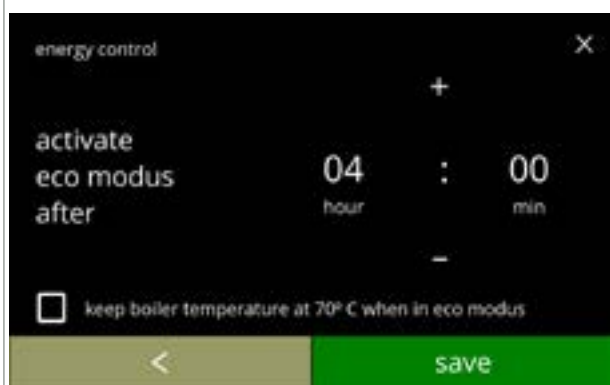 energy control
×
+
activate
eco modus
after
04 : 00
hour min
–
keep boiler temperature at 70º C when in eco modus
< save